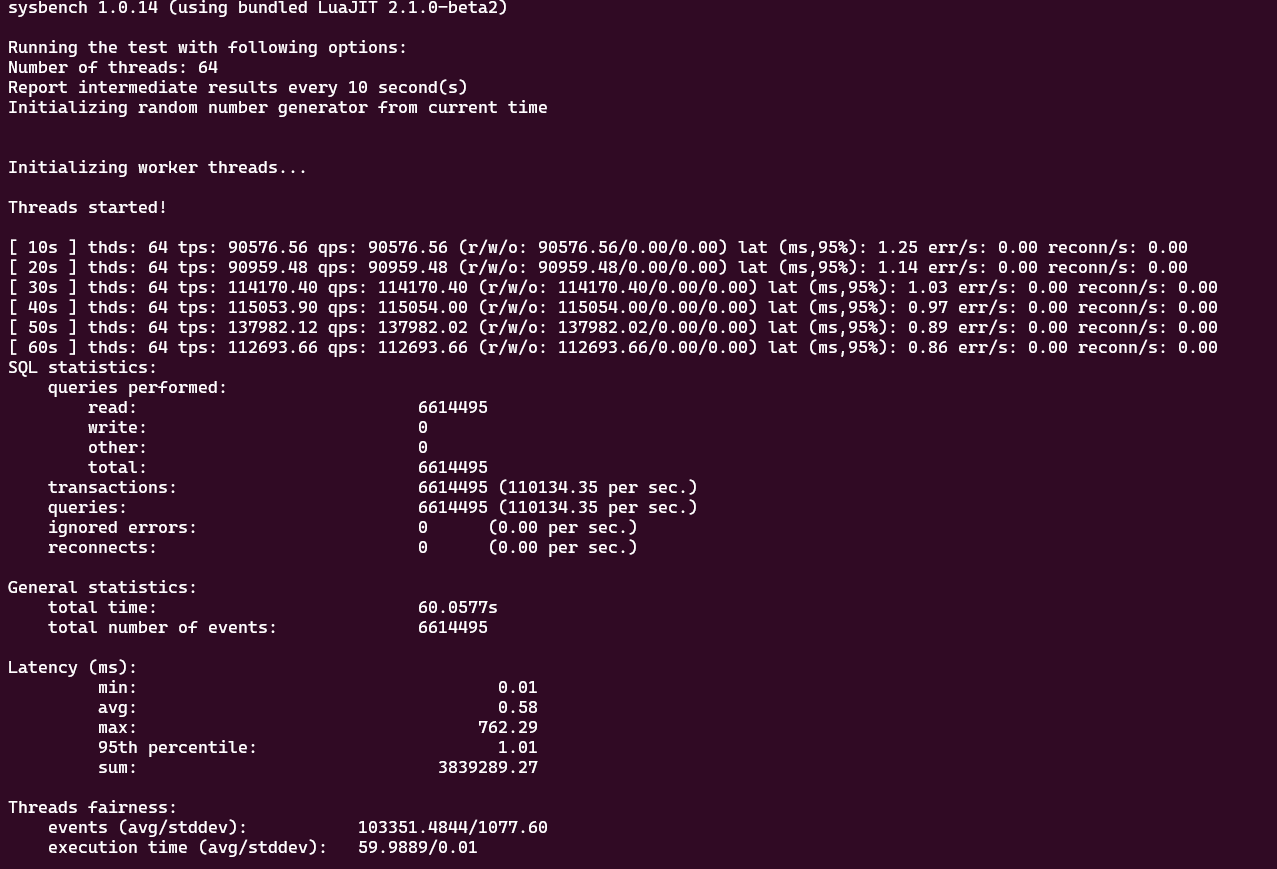 sysbench 1.0.14 (using bundled LuaJIT 2.1.0-beta2)
Running the test with following options:
Number of threads: 64
Report intermediate results every 10 second(s)
Initializing random number generator from current time
Initializing worker threads...
Threads started!
[ 10s ] thds: 64 tps: 90576.56 qps: 90576.56 (r/w/o: 90576.56/0.00/0.00) lat (ms,95%): 1.25 err/s: 0.00 reconn/s: 0.00
[ 20s ] thds: 64 tps: 90959.48 qps: 90959.48 (r/w/o: 90959.48/0.00/0.00) lat (ms,95%): 1.14 err/s: 0.00 reconn/s: 0.00
[ 30s ] thds: 64 tps: 114170.40 qps: 114170.40 (r/w/o: 114170.40/0.00/0.00) lat (ms,95%): 1.03 err/s: 0.00 reconn/s: 0.00
[ 40s ] thds: 64 tps: 115053.90 qps: 115054.00 (r/w/o: 115054.00/0.00/0.00) lat (ms,95%): 0.97 err/s: 0.00 reconn/s: 0.00
[ 50s ] thds: 64 tps: 137982.12 qps: 137982.02 (r/w/o: 137982.02/0.00/0.00) lat (ms,95%): 0.89 err/s: 0.00 reconn/s: 0.00
[ 60s ] thds: 64 tps: 112693.66 qps: 112693.66 (r/w/o: 112693.66/0.00/0.00) lat (ms,95%): 0.86 err/s: 0.00 reconn/s: 0.00
SQL statistics:
    queries performed:
        read:                            6614495
        write:                           0
        other:                           0
        total:                           6614495
    transactions:                        6614495 (110134.35 per sec.)
    queries:                             6614495 (110134.35 per sec.)
    ignored errors:                      0      (0.00 per sec.)
    reconnects:                          0      (0.00 per sec.)
General statistics:
    total time:                          60.0577s
    total number of events:              6614495
Latency (ms):
         min:                                    0.01
         avg:                                    0.58
         max:                                  762.29
         95th percentile:                        1.01
         sum:                              3839289.27
Threads fairness:
    events (avg/stddev):           103351.4844/1077.60
    execution time (avg/stddev):   59.9889/0.01